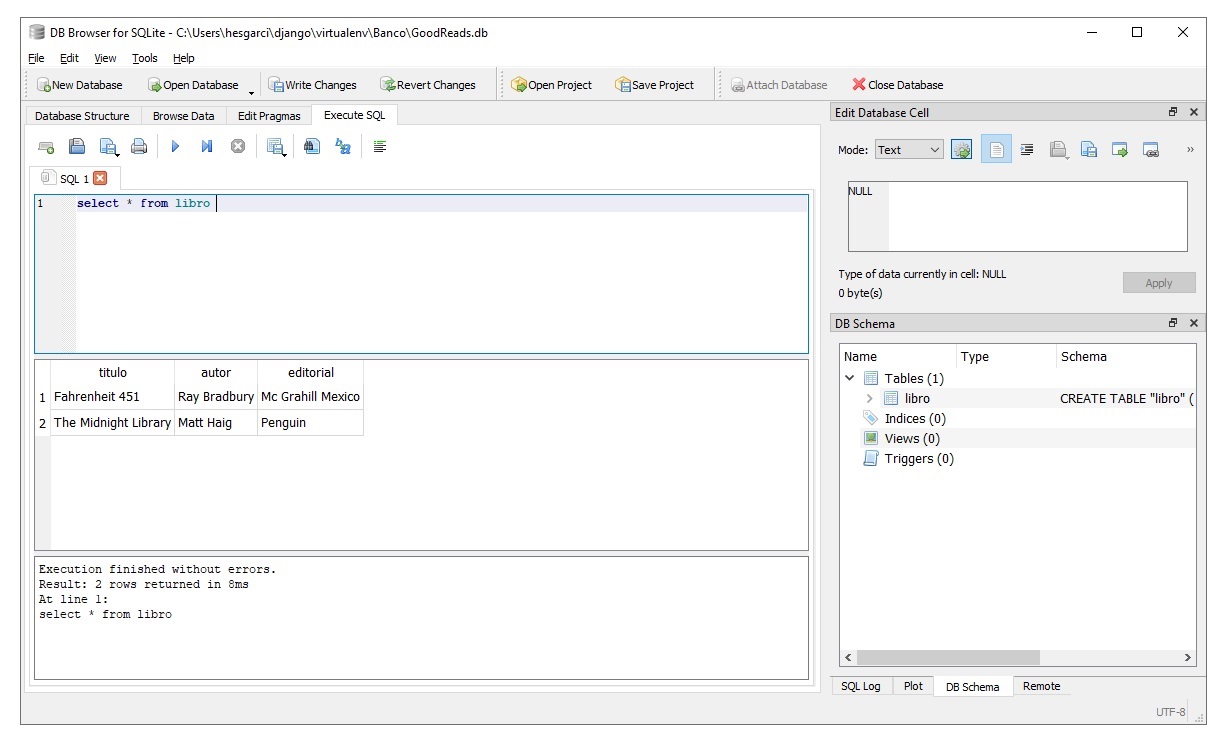 DB Browser for SQLite - C:\Users\hesgarci\django\virtualenv\Banco\GoodReads.db
File Edit View Tools Help
New Database Open Database Write Changes Revert Changes Open Project Save Project Attach Database Close Database
Database Structure Browse Data Edit Pragmas Execute SQL
SQL 1
1 select * from libro
titulo autor editorial
1 Fahrenheit 451 Ray Bradbury Mc Grahill Mexico
2 The Midnight Library Matt Haig Penguin
Execution finished without errors.
Result: 2 rows returned in 8ms
At line 1:
select * from libro
Edit Database Cell
Mode: Text
NULL
Type of data currently in cell: NULL
0 byte(s)
Apply
DB Schema
Name Type Schema
Tables (1)
libro CREATE TABLE "libro" (
Indices (0)
Views (0)
Triggers (0)
SQL Log Plot DB Schema Remote
UTF-8